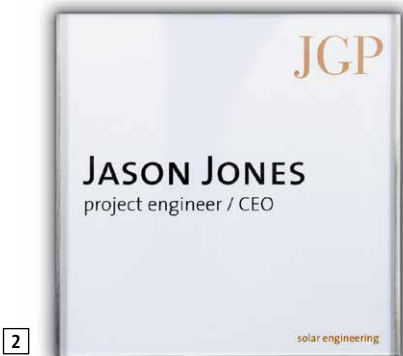 JGP
JASON JONES
project engineer / CEO
solar engineering
2